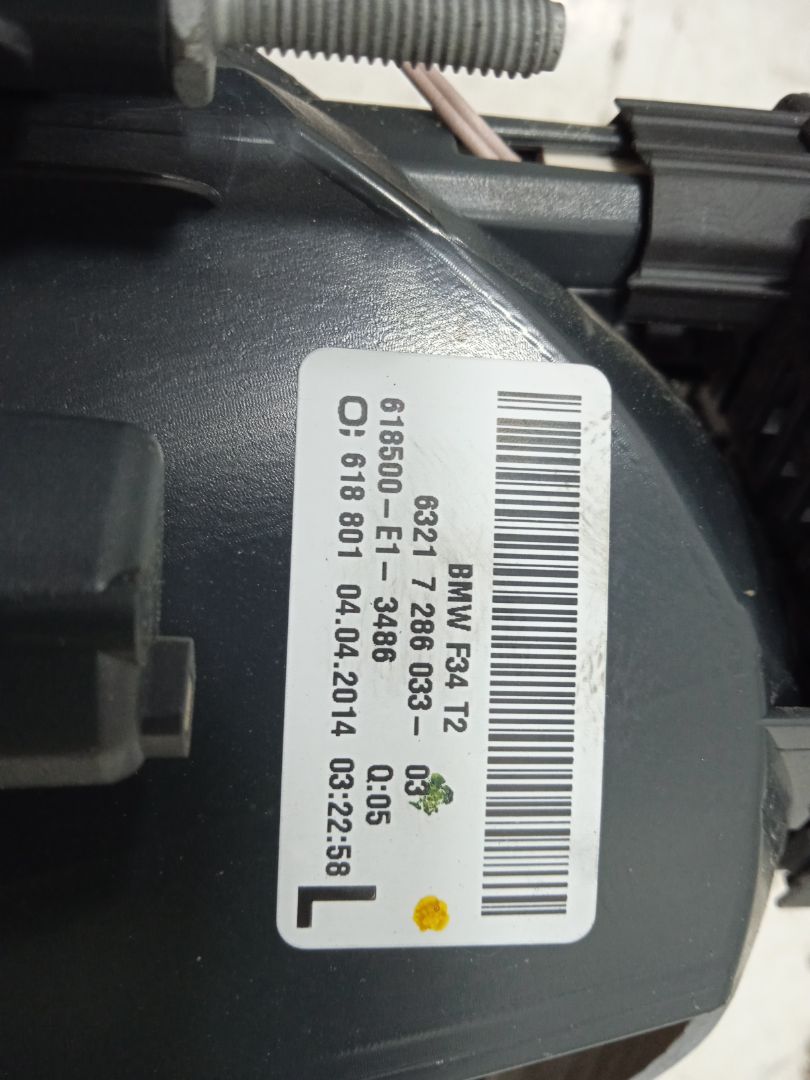 BMW F34 T2
6321 7 286 033- 03
618500-E1-3486 Q:05
O; 618 801 04.04.2014 03:22:58
L